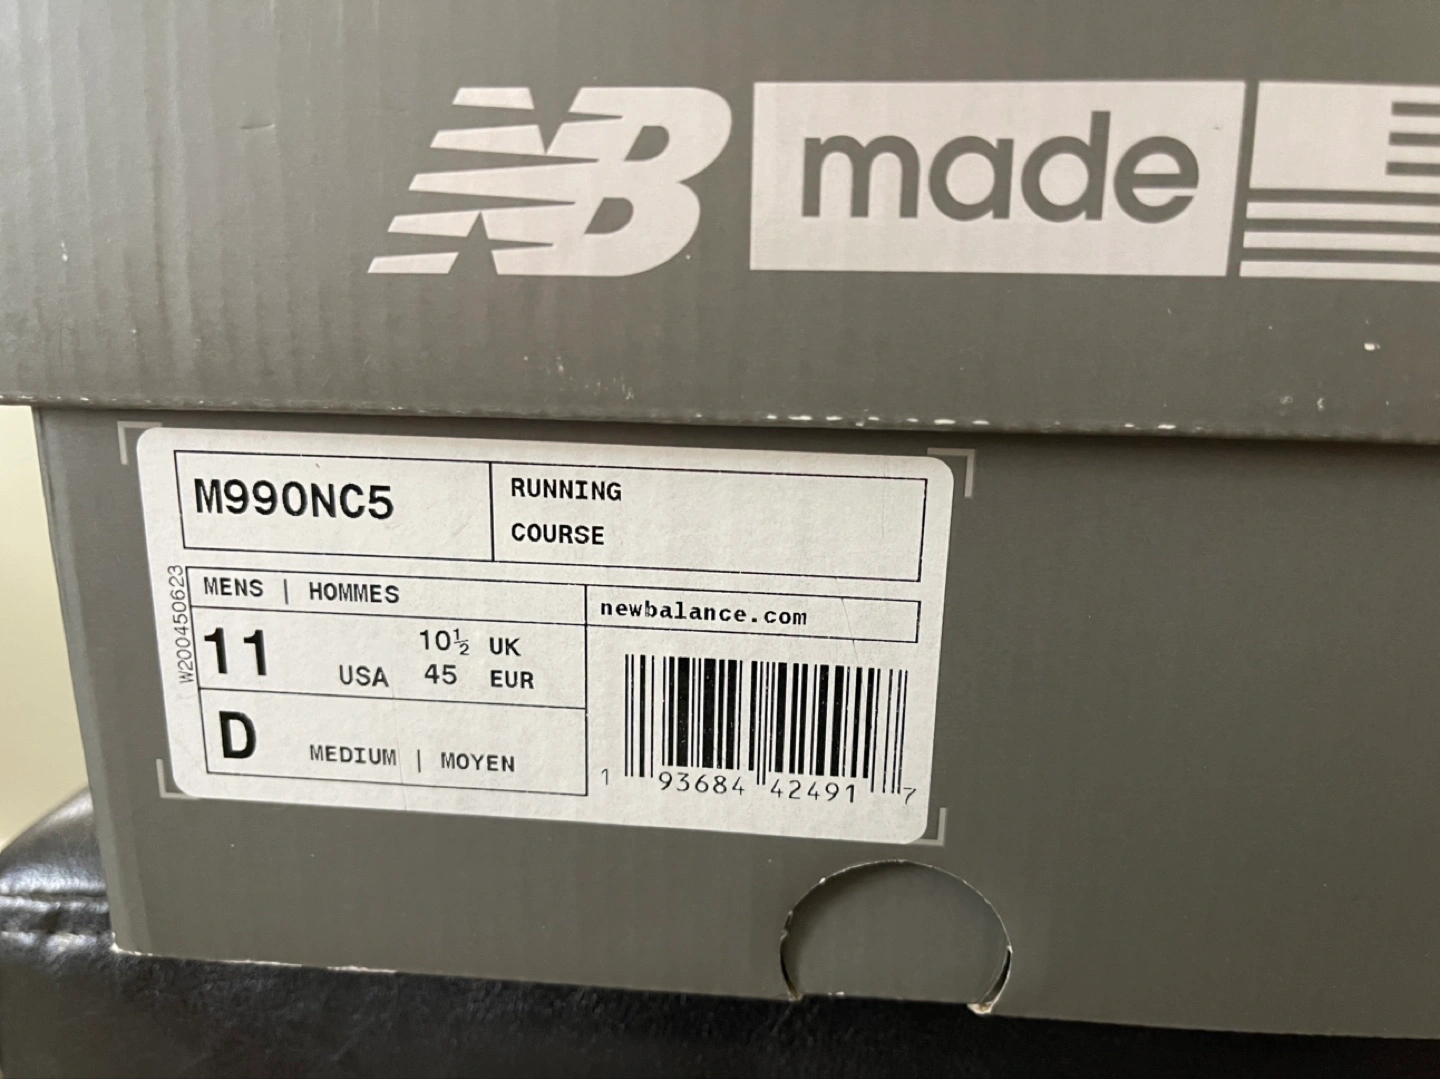 NB made
M990NC5
RUNNING
COURSE
W200450623
MENS | HOMMES
newbalance.com
11 USA 10½ UK
45 EUR
D MEDIUM | MOYEN
1 93684 42491 7